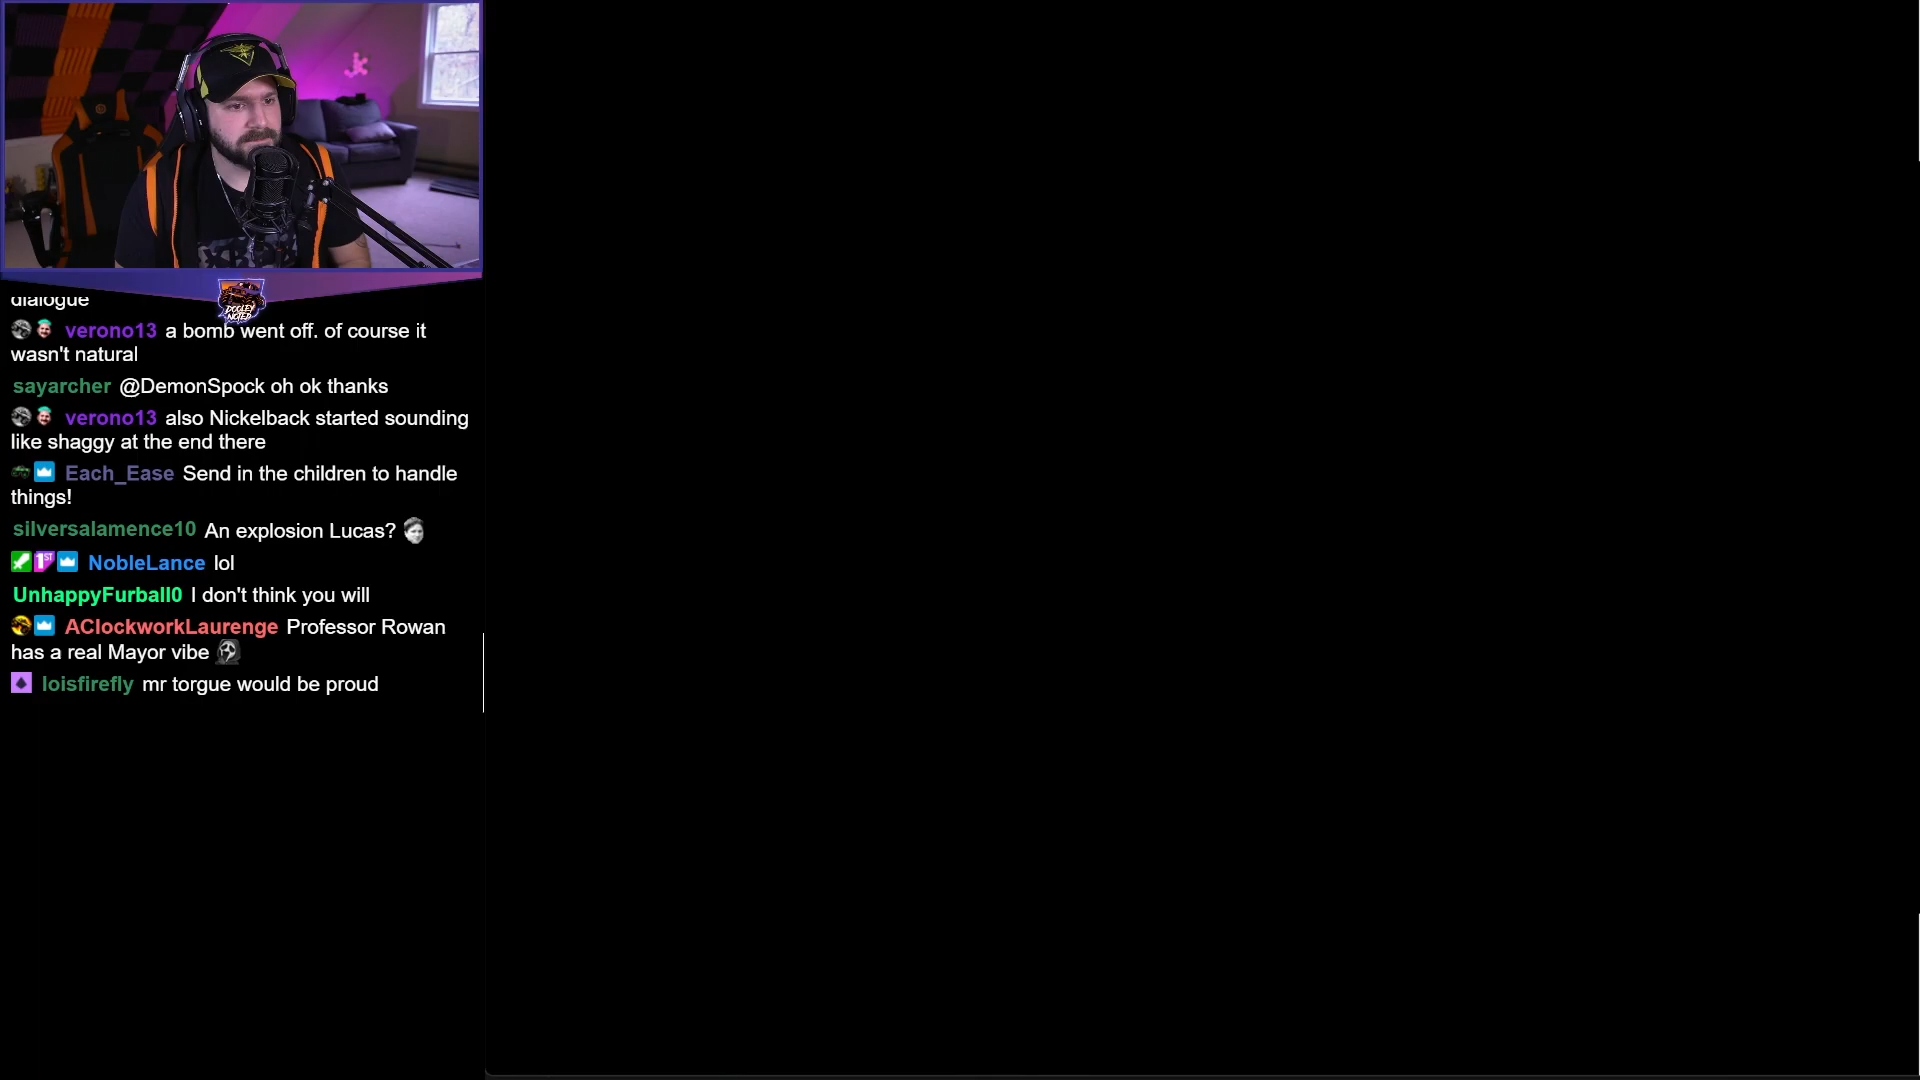 DOOLEY
NOTED
dialogue
verono13 a bomb went off. of course it
wasn't natural
sayarcher @DemonSpock oh ok thanks
verono13 also Nickelback started sounding
like shaggy at the end there
Each_Ease Send in the children to handle
things!
silversalamence10 An explosion Lucas?
1ST NobleLance lol
UnhappyFurball0 I don't think you will
AClockworkLaurenge Professor Rowan
has a real Mayor vibe
loisfirefly mr torgue would be proud